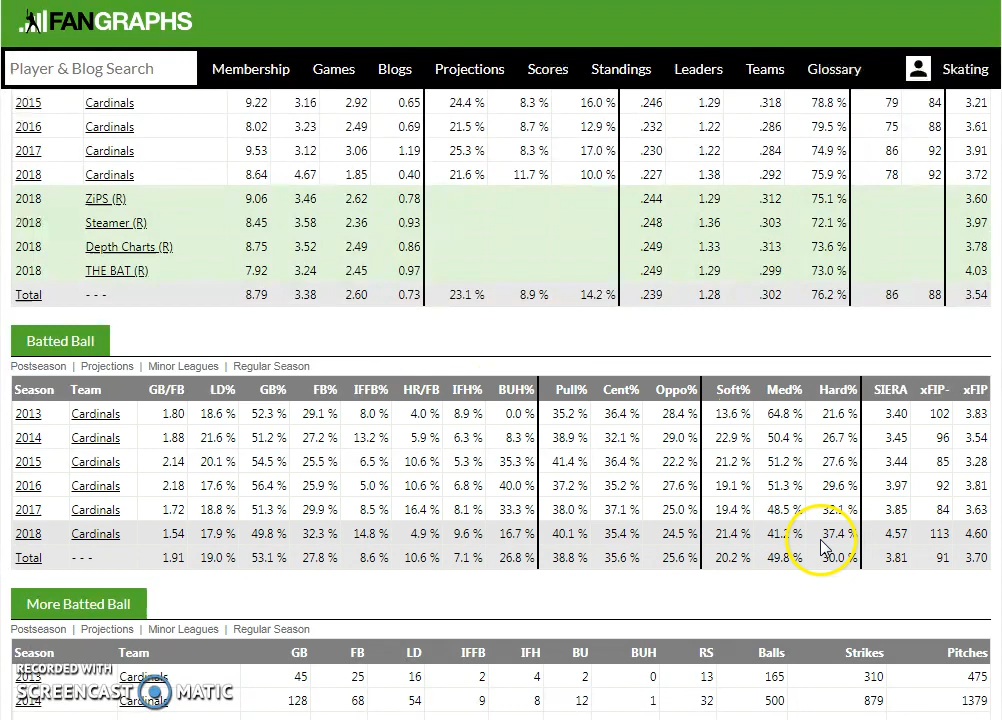 FANGRAPHS
Player & Blog Search Membership Games Blogs Projections Scores Standings Leaders Teams Glossary Skating
2015 Cardinals 9.22 3.16 2.92 0.65 24.4 % 8.3 % 16.0 % .246 1.29 .318 78.8 % 79 84 3.21
2016 Cardinals 8.02 3.23 2.49 0.69 21.5 % 8.7 % 12.9 % .232 1.22 .286 79.5 % 75 88 3.61
2017 Cardinals 9.53 3.12 3.06 1.19 25.3 % 8.3 % 17.0 % .230 1.22 .284 74.9 % 86 92 3.91
2018 Cardinals 8.64 4.67 1.85 0.40 21.6 % 11.7 % 10.0 % .227 1.38 .292 75.9 % 78 92 3.72
2018 ZiPS (R) 9.06 3.46 2.62 0.78 .244 1.29 .312 75.1 % 3.60
2018 Steamer (R) 8.45 3.58 2.36 0.93 .248 1.36 .303 72.1 % 3.97
2018 Depth Charts (R) 8.75 3.52 2.49 0.86 .249 1.33 .313 73.6 % 3.78
2018 THE BAT (R) 7.92 3.24 2.45 0.97 .249 1.29 .299 73.0 % 4.03
Total - - - 8.79 3.38 2.60 0.73 23.1 % 8.9 % 14.2 % .239 1.28 .302 76.2 % 86 88 3.54
Batted Ball
Postseason | Projections | Minor Leagues | Regular Season
Season Team GB/FB LD% GB% FB% IFFB% HR/FB IFH% BUH% Pull% Cent% Oppo% Soft% Med% Hard% SIERA xFIP- xFIP
2013 Cardinals 1.80 18.6 % 52.3 % 29.1 % 8.0 % 4.0 % 8.9 % 0.0 % 35.2 % 36.4 % 28.4 % 13.6 % 64.8 % 21.6 % 3.40 102 3.83
2014 Cardinals 1.88 21.6 % 51.2 % 27.2 % 13.2 % 5.9 % 6.3 % 8.3 % 38.9 % 32.1 % 29.0 % 22.9 % 50.4 % 26.7 % 3.45 96 3.54
2015 Cardinals 2.14 20.1 % 54.5 % 25.5 % 6.5 % 10.6 % 5.3 % 35.3 % 41.4 % 36.4 % 22.2 % 21.2 % 51.2 % 27.6 % 3.44 85 3.28
2016 Cardinals 2.18 17.6 % 56.4 % 25.9 % 5.0 % 10.6 % 6.8 % 40.0 % 37.2 % 35.2 % 27.6 % 19.1 % 51.3 % 29.6 % 3.97 92 3.81
2017 Cardinals 1.72 18.8 % 51.3 % 29.9 % 8.5 % 16.4 % 8.1 % 33.3 % 38.0 % 37.1 % 25.0 % 19.4 % 48.5 % 32.1 % 3.85 84 3.63
2018 Cardinals 1.54 17.9 % 49.8 % 32.3 % 14.8 % 4.9 % 9.6 % 16.7 % 40.1 % 35.4 % 24.5 % 21.4 % 41.2 % 37.4 % 4.57 113 4.60
Total - - - 1.91 19.0 % 53.1 % 27.8 % 8.6 % 10.6 % 7.1 % 26.8 % 38.8 % 35.6 % 25.6 % 20.2 % 49.8 % 30.0 % 3.81 91 3.70
More Batted Ball
Postseason | Projections | Minor Leagues | Regular Season
Season Team GB FB LD IFFB IFH BU BUH RS Balls Strikes Pitches
2013 Cardinals 45 25 16 2 4 2 0 13 165 310 475
2014 Cardinals 128 68 54 9 8 12 1 32 500 879 1379
RECORDED WITH
SCREENCAST MATIC